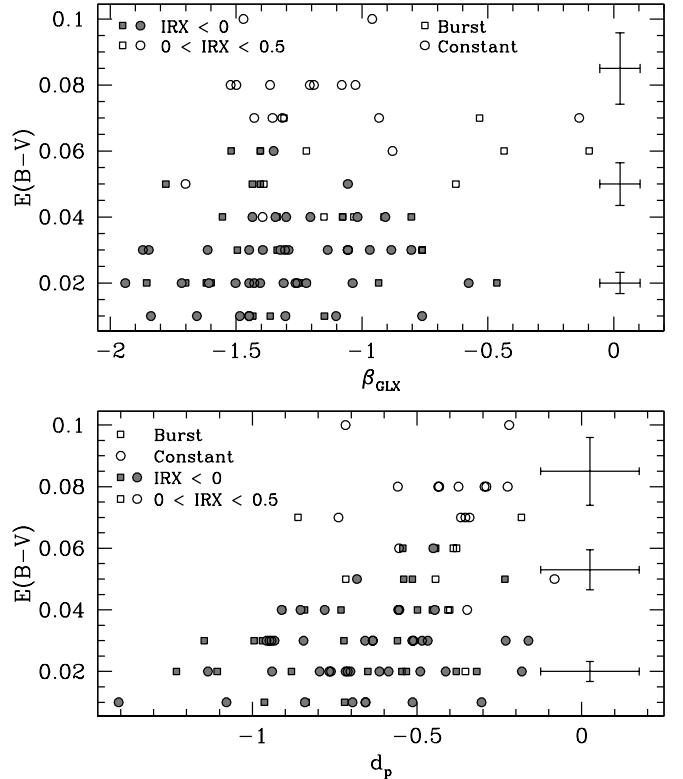 0.1
IRX < 0
Burst
0 < IRX < 0.5
Constant
0.08
0.06
0.04
0.02
E(B−V)
−2
−1.5
−1
−0.5
0
β_GLX
0.1
Burst
Constant
IRX < 0
0 < IRX < 0.5
0.08
0.06
0.04
0.02
E(B−V)
−1
−0.5
0
d_p